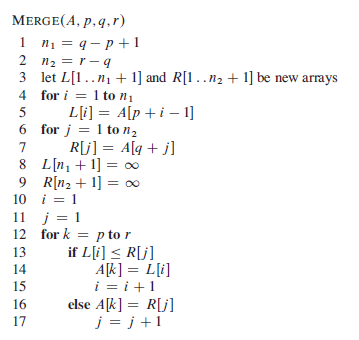 MERGE(A, p, q, r)
1 n₁ = q − p + 1
2 n₂ = r − q
3 let L[1 . . n₁ + 1] and R[1 . . n₂ + 1] be new arrays
4 for i = 1 to n₁
5 L[i] = A[p + i − 1]
6 for j = 1 to n₂
7 R[j] = A[q + j]
8 L[n₁ + 1] = ∞
9 R[n₂ + 1] = ∞
10 i = 1
11 j = 1
12 for k = p to r
13 if L[i] ≤ R[j]
14 A[k] = L[i]
15 i = i + 1
16 else A[k] = R[j]
17 j = j + 1